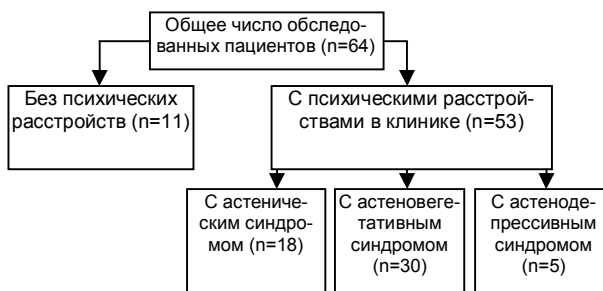 Общее число обследо-
ванных пациентов (n=64)
Без психических
расстройств (n=11)
С психическими расстрой-
ствами в клинике (n=53)
С астениче-
ским синдро-
мом (n=18)
С астеновеге-
тативным
синдромом
(n=30)
С астеноде-
прессивным
синдромом
(n=5)